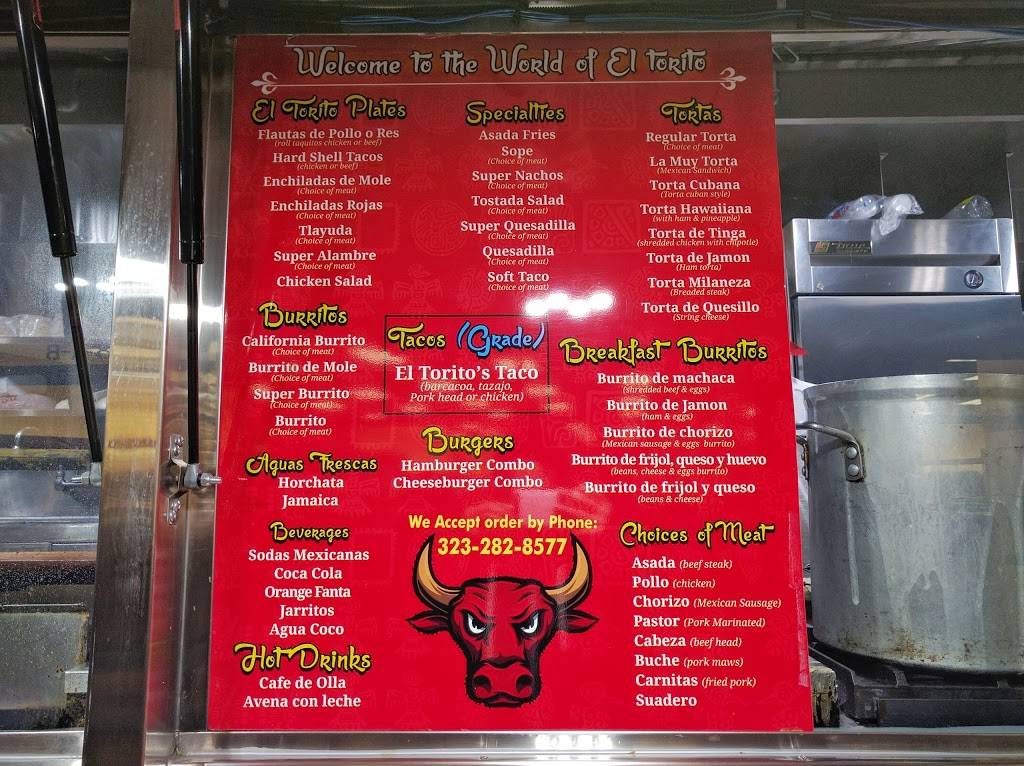 Welcome to the World of El torito
El Torito Plates
Flautas de Pollo o Res
(roll taquitos chicken or beef)
Hard Shell Tacos
(chicken or beef)
Enchiladas de Mole
(Choice of meat)
Enchiladas Rojas
(Choice of meat)
Tlayuda
(Choice of meat)
Super Alambre
(Choice of meat)
Chicken Salad
Specialties
Asada Fries
Sope
(Choice of meat)
Super Nachos
(Choice of meat)
Tostada Salad
(Choice of meat)
Super Quesadilla
(Choice of meat)
Quesadilla
(Choice of meat)
Soft Taco
(Choice of meat)
Tortas
Regular Torta
(Choice of meat)
La Muy Torta
(Mexican Sandwich)
Torta Cubana
(Torta cuban style)
Torta Hawaiiana
(with ham & pineapple)
Torta de Tinga
(shredded chicken with chipotle)
Torta de Jamon
(Ham torta)
Torta Milaneza
(Breaded steak)
Torta de Quesillo
(String cheese)
Burritos
California Burrito
(Choice of meat)
Burrito de Mole
(Choice of meat)
Super Burrito
(Choice of meat)
Burrito
(Choice of meat)
Tacos (Grade)
El Torito's Taco
(bareacoa, tazajo,
Pork head or chicken)
Breakfast Burritos
Burrito de machaca
(shredded beef & eggs)
Burrito de Jamon
(ham & eggs)
Burrito de chorizo
(Mexican sausage & eggs burrito)
Burrito de frijol, queso y huevo
(beans, cheese & eggs burrito)
Burrito de frijol y queso
(beans & cheese)
Aguas Frescas
Horchata
Jamaica
Burgers
Hamburger Combo
Cheeseburger Combo
Beverages
Sodas Mexicanas
Coca Cola
Orange Fanta
Jarritos
Agua Coco
Hot Drinks
Cafe de Olla
Avena con leche
We Accept order by Phone:
323-282-8577
Choices of Meat
Asada (beef steak)
Pollo (chicken)
Chorizo (Mexican Sausage)
Pastor (Pork Marinated)
Cabeza (beef head)
Buche (pork maws)
Carnitas (fried pork)
Suadero